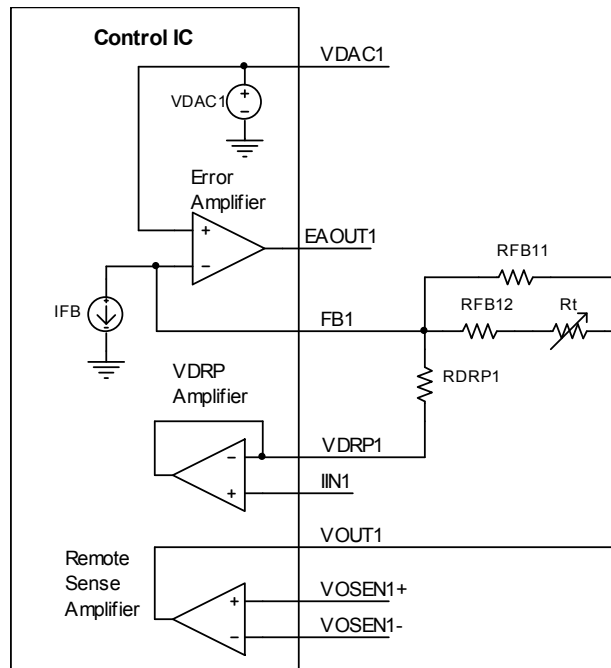 Control IC
VDAC1
VDAC1
+
-
Error
Amplifier
+
-
EAOUT1
RFB11
IFB
+
-
FB1
RFB12
Rt
VDRP
Amplifier
RDRP1
-
VDRP1
+
IIN1
VOUT1
Remote
Sense
Amplifier
+
VOSEN1+
-
VOSEN1-